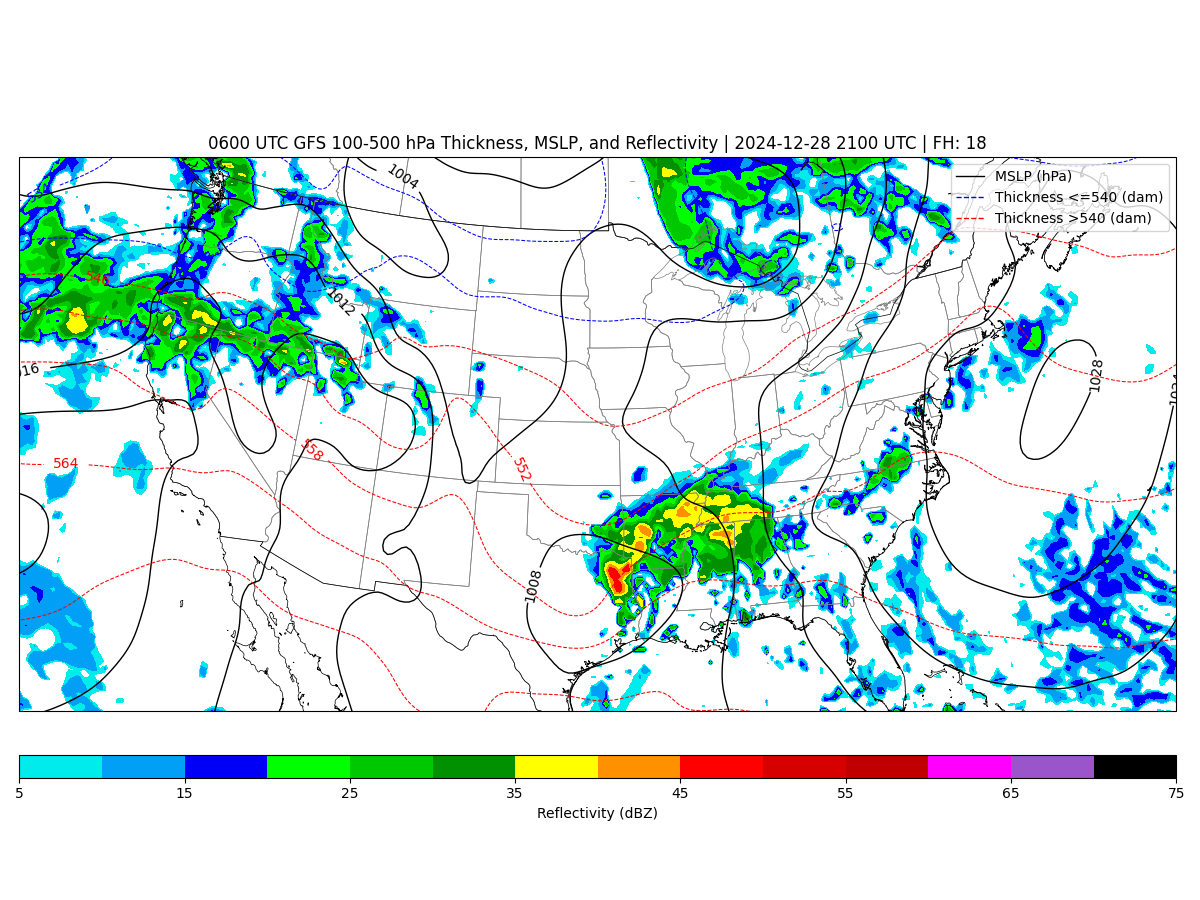 0600 UTC GFS 100-500 hPa Thickness, MSLP, and Reflectivity | 2024-12-28 2100 UTC | FH: 18
MSLP (hPa)
Thickness <=540 (dam)
Thickness >540 (dam)
1004
546
1012
1028
558
552
564
1008
5 15 25 35 45 55 65 75
Reflectivity (dBZ)